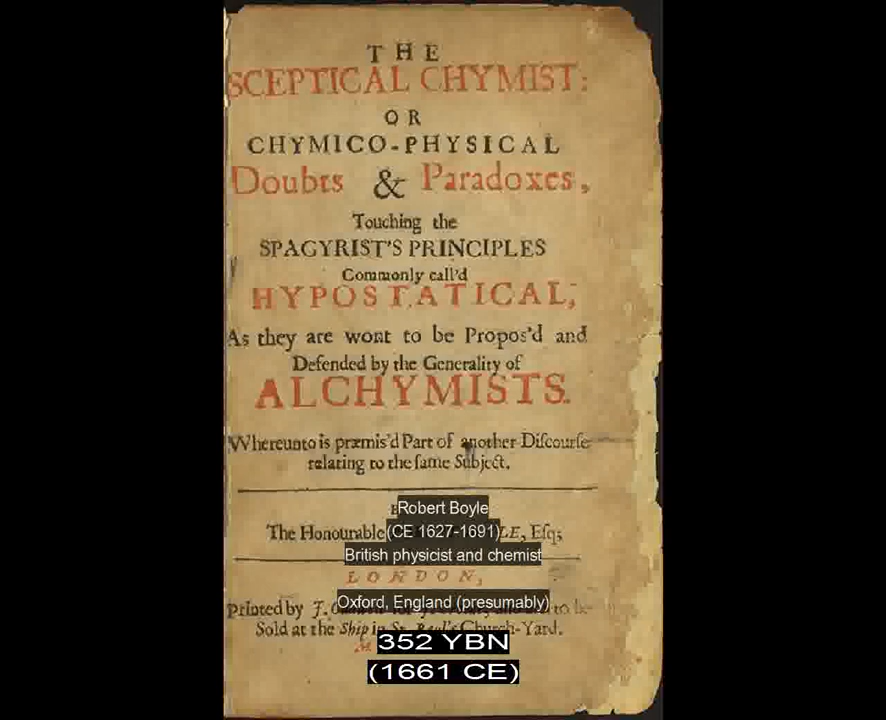 THE
SCEPTICAL CHYMIST:
OR
CHYMICO-PHYSICAL
Doubts & Paradoxes,
Touching the
SPAGYRIST'S PRINCIPLES
Commonly call'd
HYPOSTATICAL,
As they are wont to be Propos'd and
Defended by the Generality of
ALCHYMISTS.
Whereunto is præmis'd Part of another Diſcourſe
relating to the ſame Subject.
Robert Boyle
The Honourable
(CE 1627-1691)
Eſq;
British physicist and chemist
LONDON,
Oxford, England (presumably)
Printed by J.
to be
Sold at the Ship in St. Paul's Church-Yard.
352 YBN
(1661 CE)